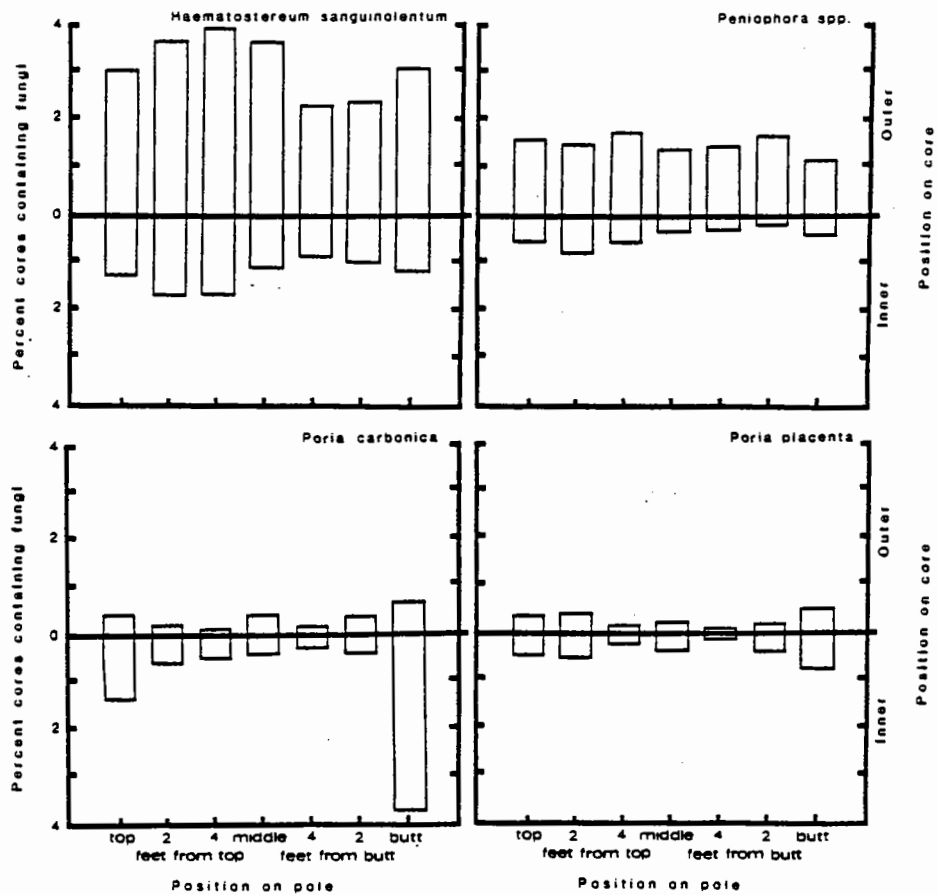 Haematostereum sanguinolentum
Peniophora spp.
Percent cores containing fungi
4
2
0
2
4
Outer
Inner
Position on core
Poria carbonica
Poria placenta
Percent cores containing fungi
4
2
0
2
4
Outer
Inner
Position on core
top 2 4 middle 4 2 butt
feet from top feet from butt
Position on pole
top 2 4 middle 4 2 butt
feet from top feet from butt
Position on pole